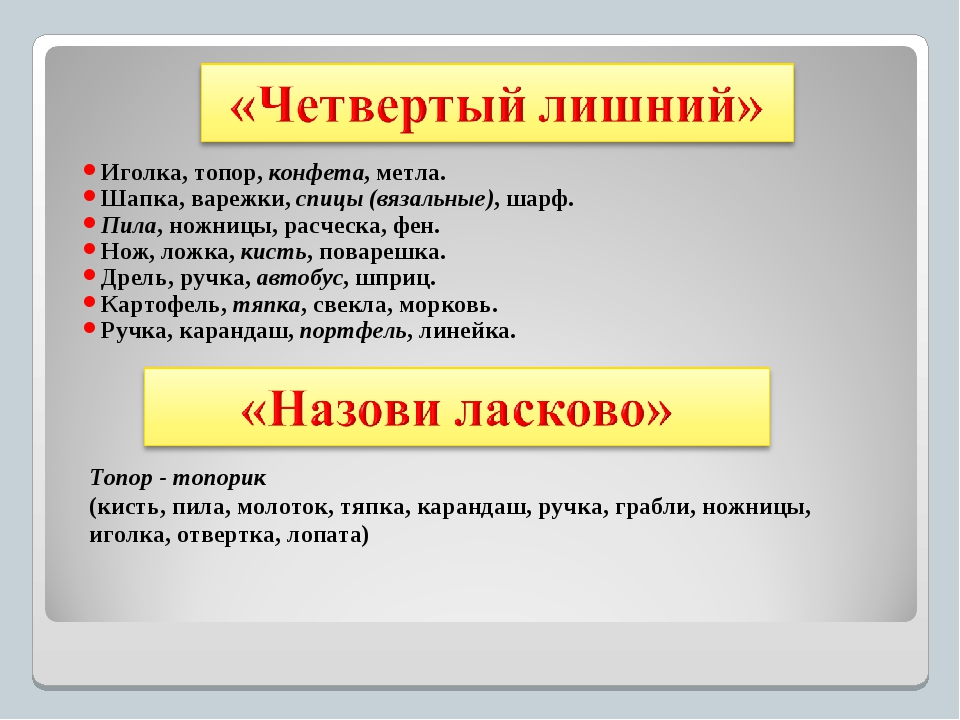 «Четвертый лишний»
Иголка, топор, конфета, метла.
Шапка, варежки, спицы (вязальные), шарф.
Пила, ножницы, расческа, фен.
Нож, ложка, кисть, поварешка.
Дрель, ручка, автобус, шприц.
Картофель, тяпка, свекла, морковь.
Ручка, карандаш, портфель, линейка.
«Назови ласково»
Топор - топорик
(кисть, пила, молоток, тяпка, карандаш, ручка, грабли, ножницы,
иголка, отвертка, лопата)